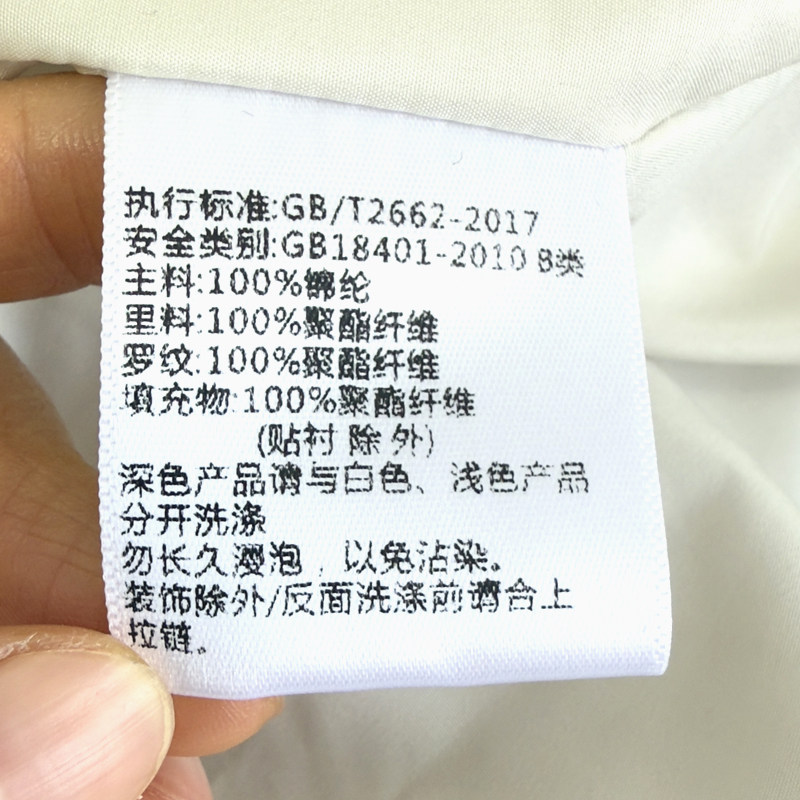 执行标准:GB/T2662-2017
安全类别:GB18401-2010 B类
主料:100%锦纶
里料:100%聚酯纤维
罗纹:100%聚酯纤维
填充物:100%聚酯纤维
(贴衬 除 外)
深色产品请与白色、浅色产品
分开洗涤
勿长久浸泡，以免沾染。
装饰除外/反面洗涤前请合上
拉链。